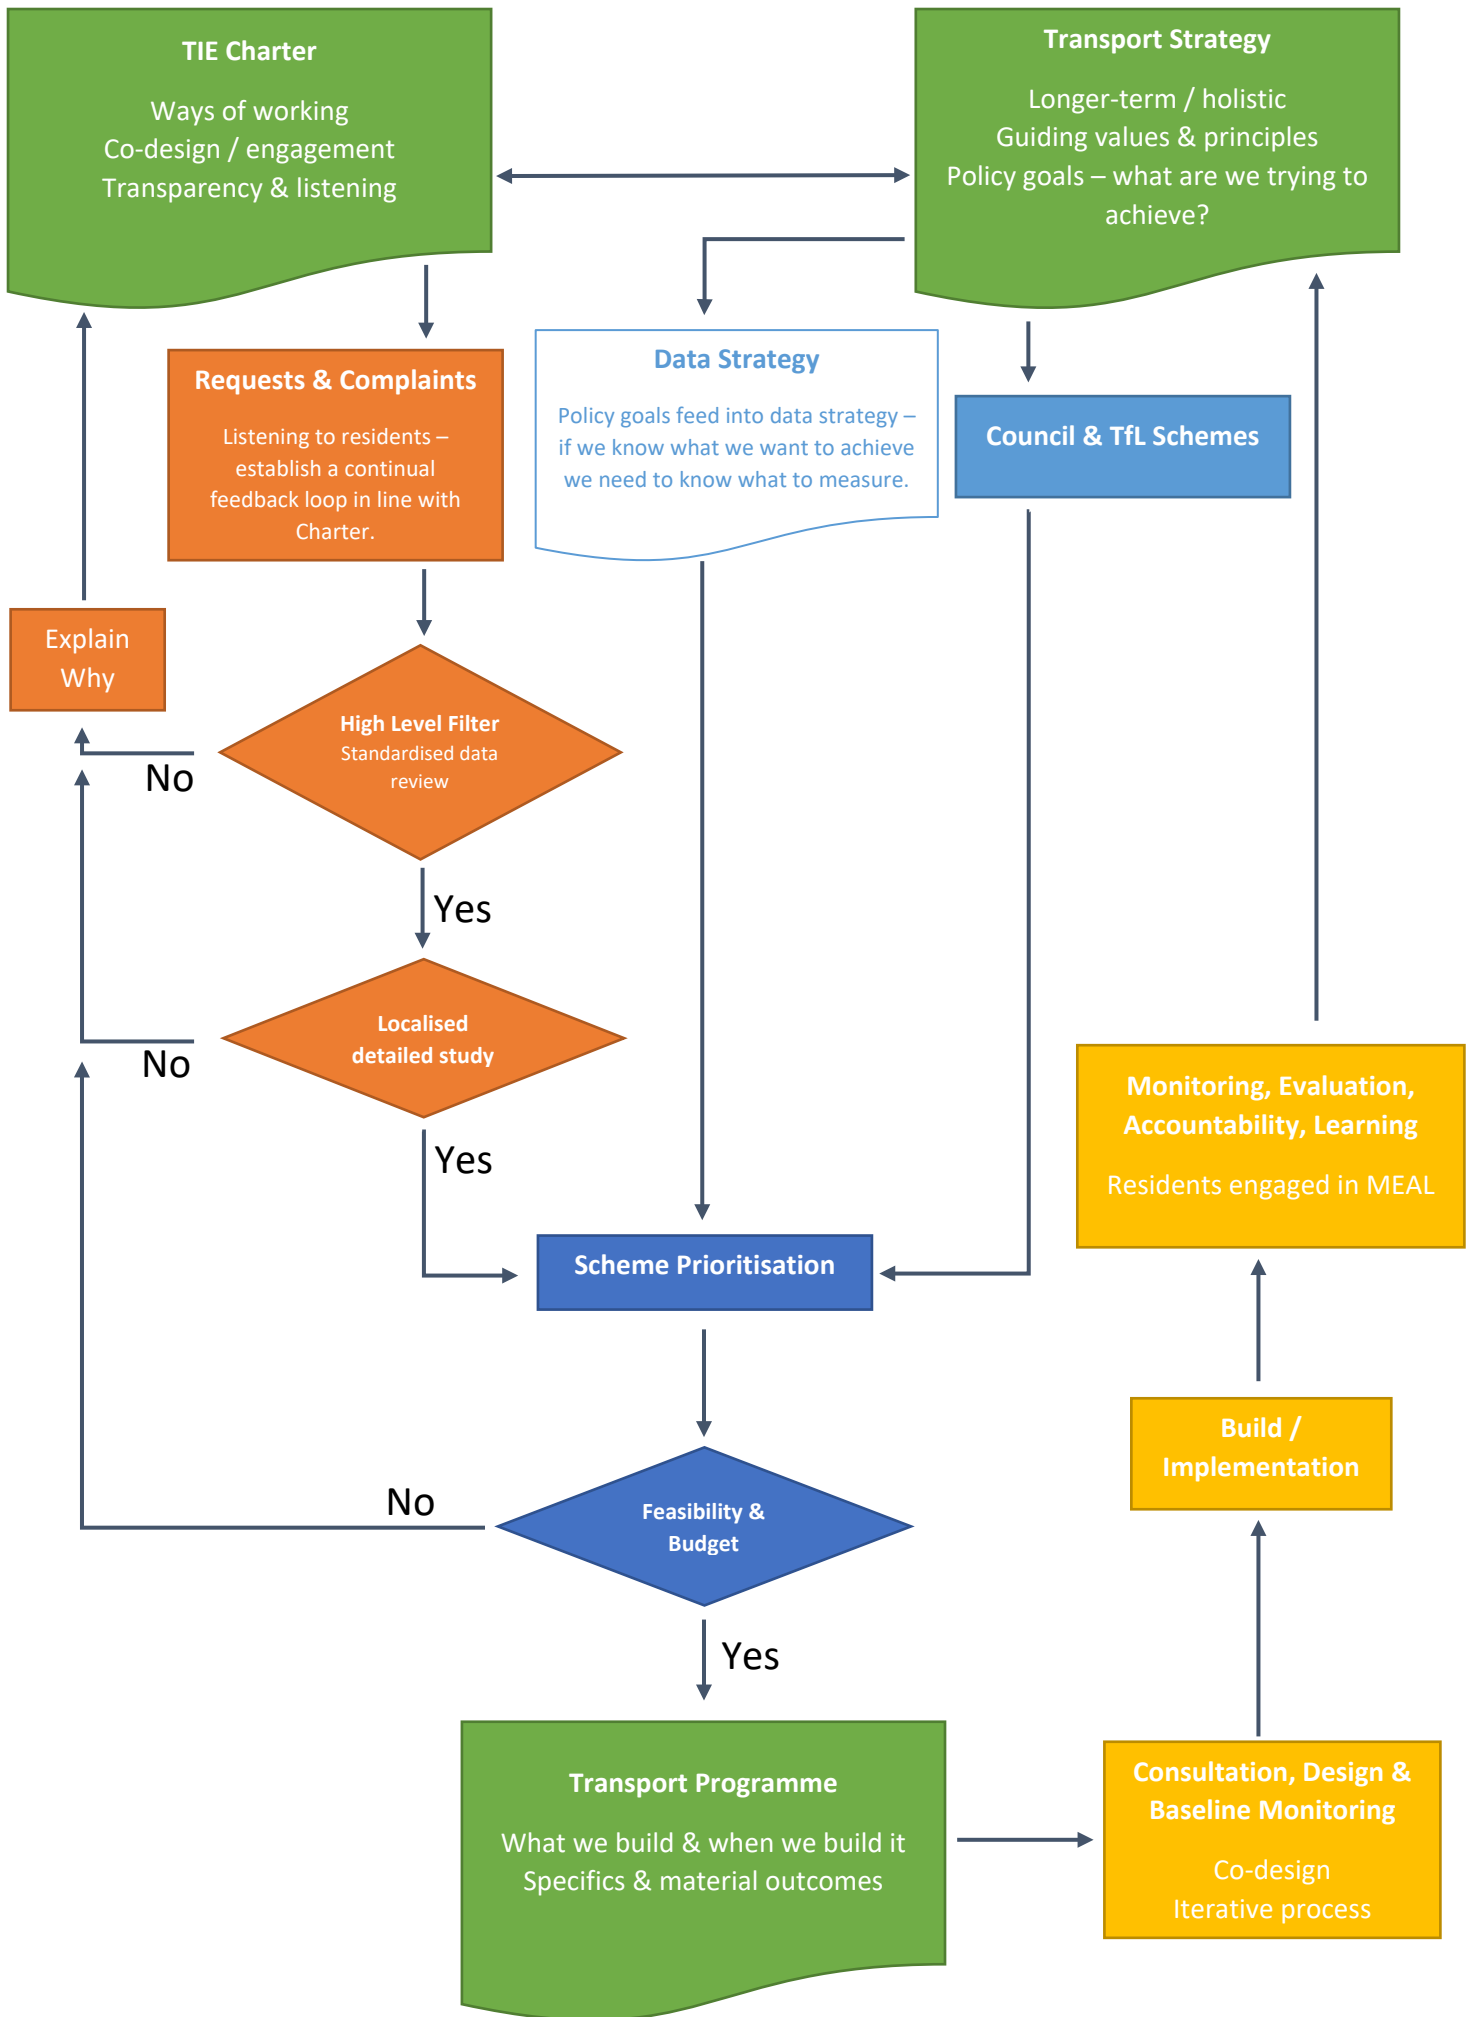 TIE Charter
Ways of working
Co-design / engagement
Transparency & listening
Transport Strategy
Longer-term / holistic
Guiding values & principles
Policy goals – what are we trying to
achieve?
Requests & Complaints
Listening to residents –
establish a continual
feedback loop in line with
Charter.
Data Strategy
Policy goals feed into data strategy –
if we know what we want to achieve
we need to know what to measure.
Council & TfL Schemes
Explain
Why
High Level Filter
Standardised data
review
No
Yes
Localised
detailed study
No
Yes
Monitoring, Evaluation,
Accountability, Learning
Residents engaged in MEAL
Scheme Prioritisation
Build /
Implementation
Feasibility &
Budget
No
Yes
Transport Programme
What we build & when we build it
Specifics & material outcomes
Consultation, Design &
Baseline Monitoring
Co-design
Iterative process